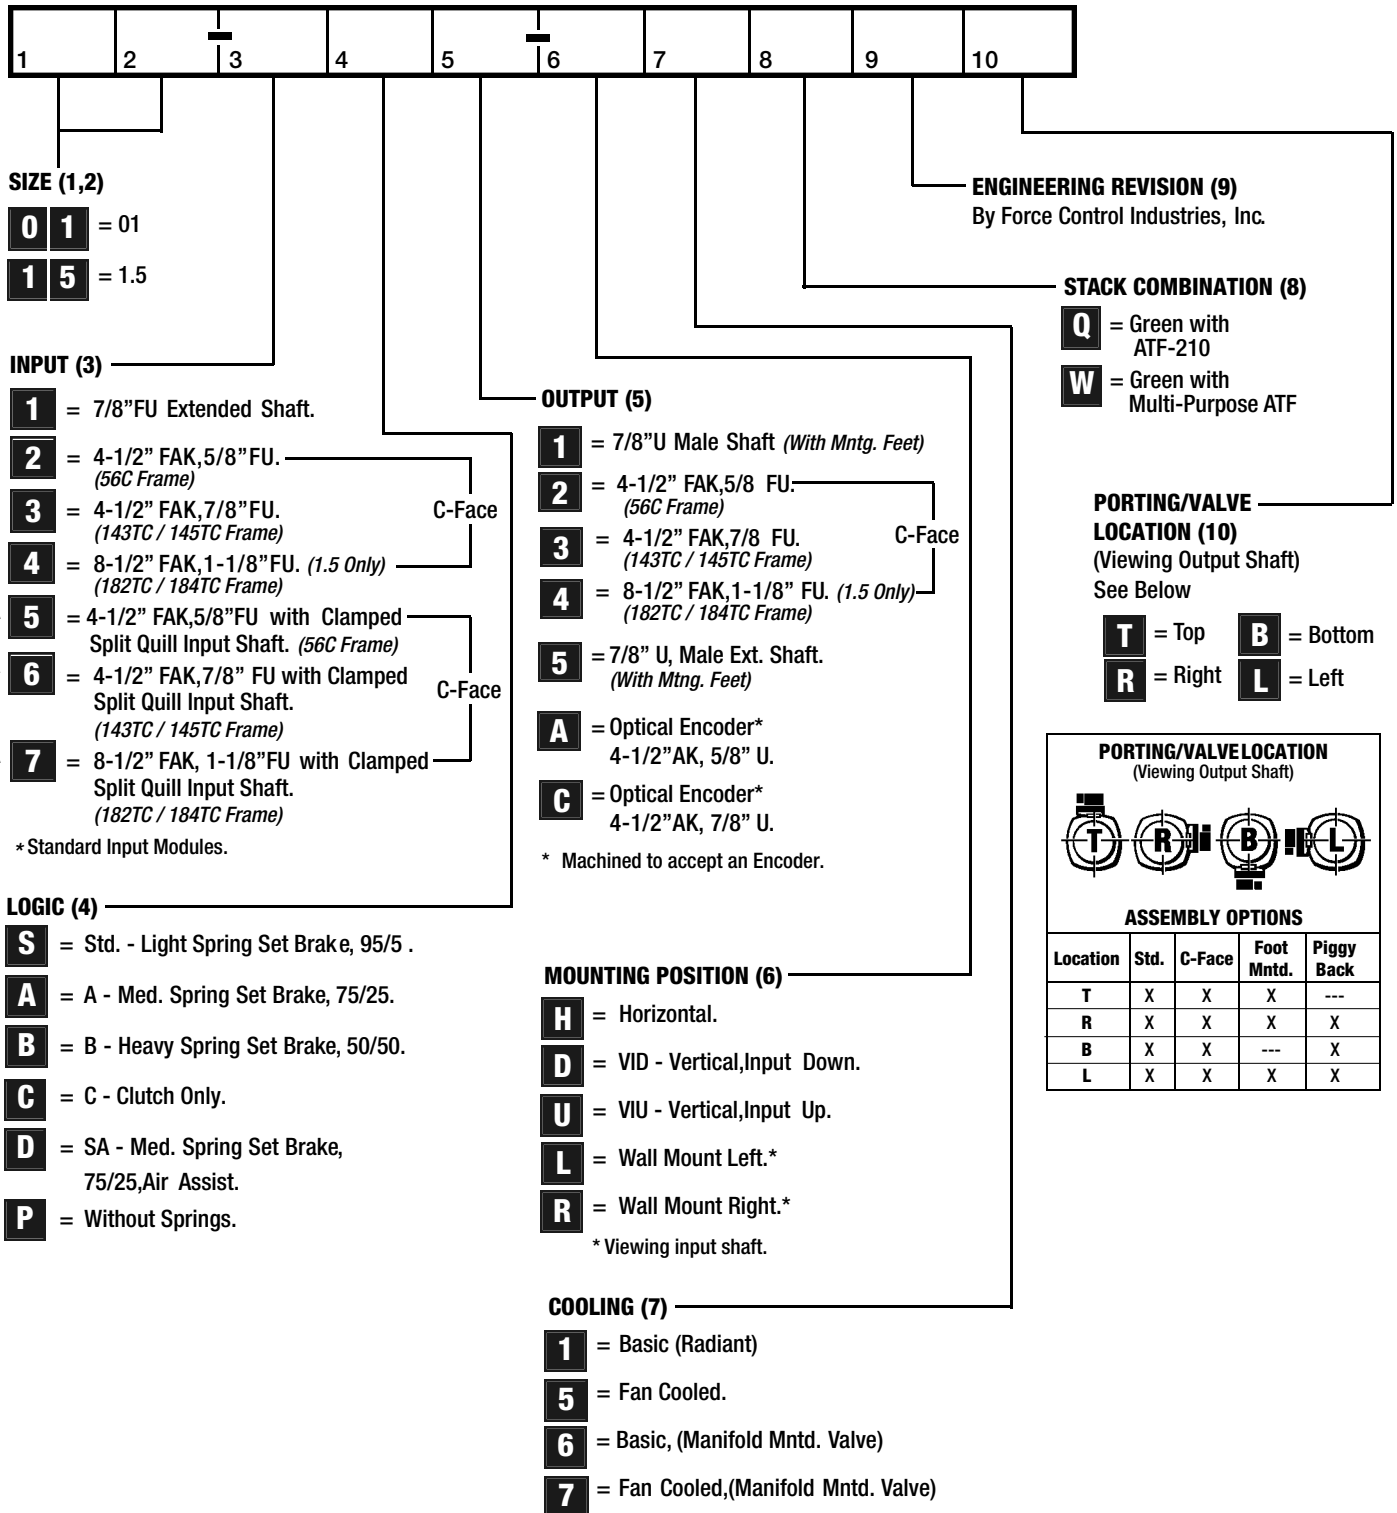 1 2 3 4 5 6 7 8 9 10
SIZE (1,2)
0 1 = 01
1 5 = 1.5
INPUT (3)
1 = 7/8”FU Extended Shaft.
2 = 4-1/2” FAK,5/8”FU.
(56C Frame)
3 = 4-1/2” FAK,7/8”FU.
(143TC / 145TC Frame)
4 = 8-1/2” FAK,1-1/8”FU. (1.5 Only)
(182TC / 184TC Frame)
C-Face
5 = 4-1/2” FAK,5/8”FU with Clamped
Split Quill Input Shaft. (56C Frame)
6 = 4-1/2” FAK,7/8” FU with Clamped
Split Quill Input Shaft.
(143TC / 145TC Frame)
7 = 8-1/2” FAK, 1-1/8”FU with Clamped
Split Quill Input Shaft.
(182TC / 184TC Frame)
C-Face
* Standard Input Modules.
LOGIC (4)
S = Std. - Light Spring Set Brake, 95/5 .
A = A - Med. Spring Set Brake, 75/25.
B = B - Heavy Spring Set Brake, 50/50.
C = C - Clutch Only.
D = SA - Med. Spring Set Brake,
75/25,Air Assist.
P = Without Springs.
OUTPUT (5)
1 = 7/8”U Male Shaft (With Mntg. Feet)
2 = 4-1/2” FAK,5/8 FU.
(56C Frame)
3 = 4-1/2” FAK,7/8 FU.
(143TC / 145TC Frame)
4 = 8-1/2” FAK,1-1/8” FU. (1.5 Only)
(182TC / 184TC Frame)
C-Face
5 = 7/8” U, Male Ext. Shaft.
(With Mtng. Feet)
A = Optical Encoder*
4-1/2”AK, 5/8” U.
C = Optical Encoder*
4-1/2”AK, 7/8” U.
* Machined to accept an Encoder.
MOUNTING POSITION (6)
H = Horizontal.
D = VID - Vertical,Input Down.
U = VIU - Vertical,Input Up.
L = Wall Mount Left.*
R = Wall Mount Right.*
* Viewing input shaft.
COOLING (7)
1 = Basic (Radiant)
5 = Fan Cooled.
6 = Basic, (Manifold Mntd. Valve)
7 = Fan Cooled,(Manifold Mntd. Valve)
ENGINEERING REVISION (9)
By Force Control Industries, Inc.
STACK COMBINATION (8)
Q = Green with
ATF-210
W = Green with
Multi-Purpose ATF
PORTING/VALVE
LOCATION (10)
(Viewing Output Shaft)
See Below
T = Top B = Bottom
R = Right L = Left
PORTING/VALVE LOCATION
(Viewing Output Shaft)
T R B L
ASSEMBLY OPTIONS
Location Std. C-Face Foot Mntd. Piggy Back
T X X X ---
R X X X X
B X X --- X
L X X X X